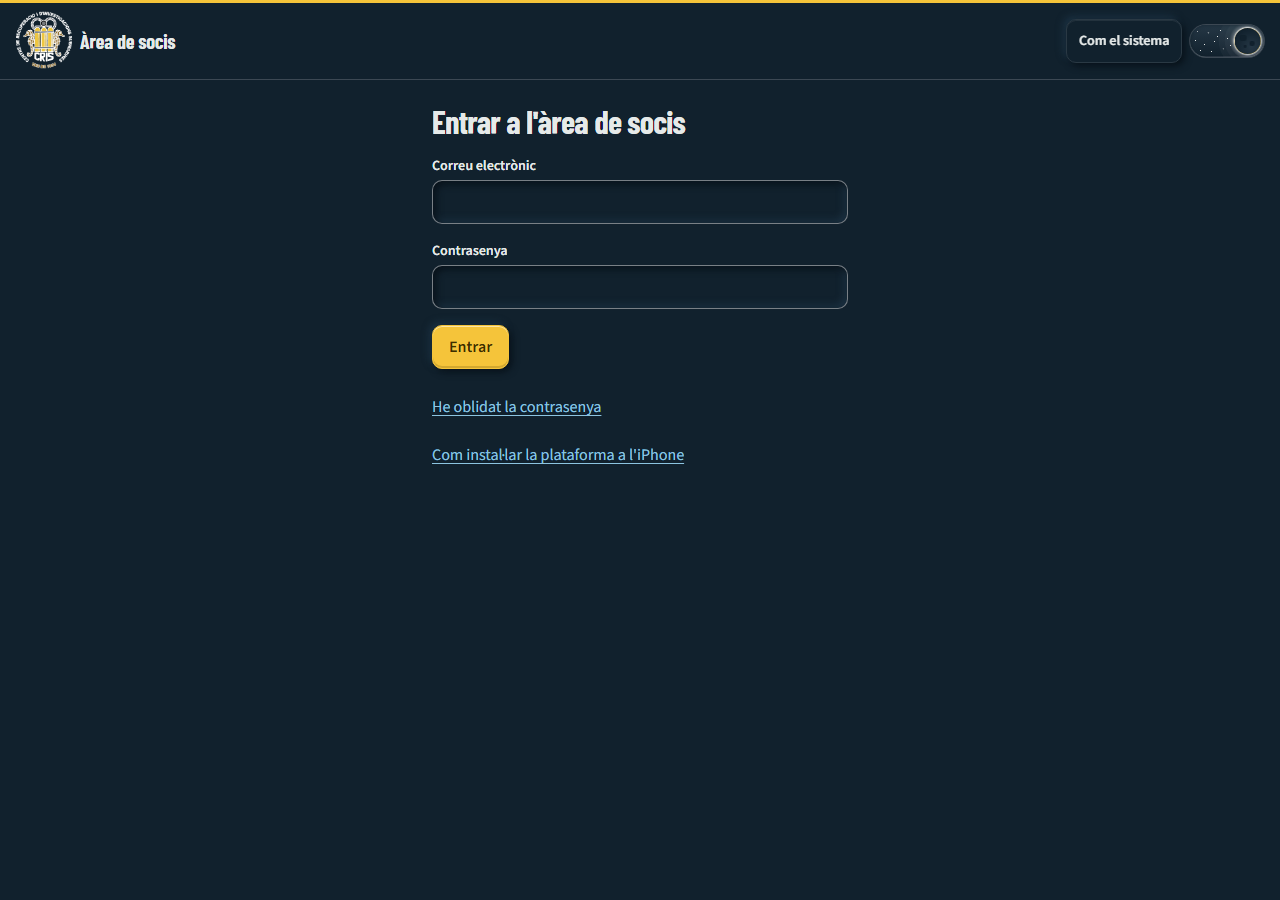 CRIS
Àrea de socis
Com el sistema
Entrar a l'àrea de socis
Correu electrònic
Contrasenya
Entrar
He oblidat la contrasenya
Com instal·lar la plataforma a l'iPhone